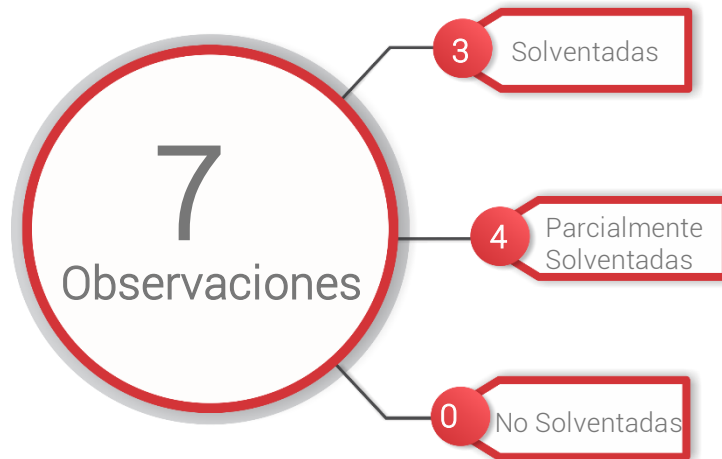 7
Observaciones
3
Solventadas
4
Parcialmente
Solventadas
0
No Solventadas